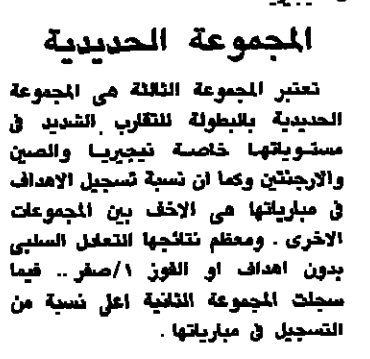 المجموعة الحديدية
تعتبر المجموعة الثالثة هى المجموعة
الحديدية بالبطولة للتقارب الشديد فى
مستوياتها خاصة نيجيريا والصين
والارجنتين وكما ان نسبة تسجيل الاهداف
فى مبارياتها هى الاخف بين المجموعات
الاخرى . ومعظم نتائجها التعادل السلبى
بدون اهداف او الفوز ١/صفر .. فيما
سجلت المجموعة الثانية اعلى نسبة من
التسجيل فى مبارياتها .